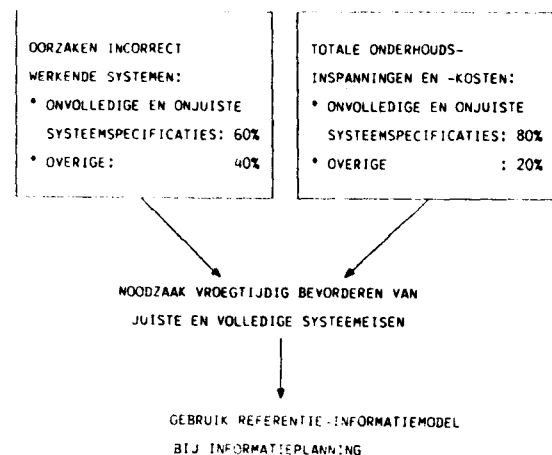 OORZAKEN INCORRECT
WERKENDE SYSTEMEN:
* ONVOLLEDIGE EN ONJUISTE
SYSTEEMSPECIFICATIES: 60%
* OVERIGE: 40%
TOTALE ONDERHOUDS-
INSPANNINGEN EN -KOSTEN:
* ONVOLLEDIGE EN ONJUISTE
SYSTEEMSPECIFICATIES: 80%
* OVERIGE : 20%
NOODZAAK VROEGTIJDIG BEVORDEREN VAN
JUISTE EN VOLLEDIGE SYSTEEMEISEN
GEBRUIK REFERENTIE-INFORMATIEMODEL
BIJ INFORMATIEPLANNING